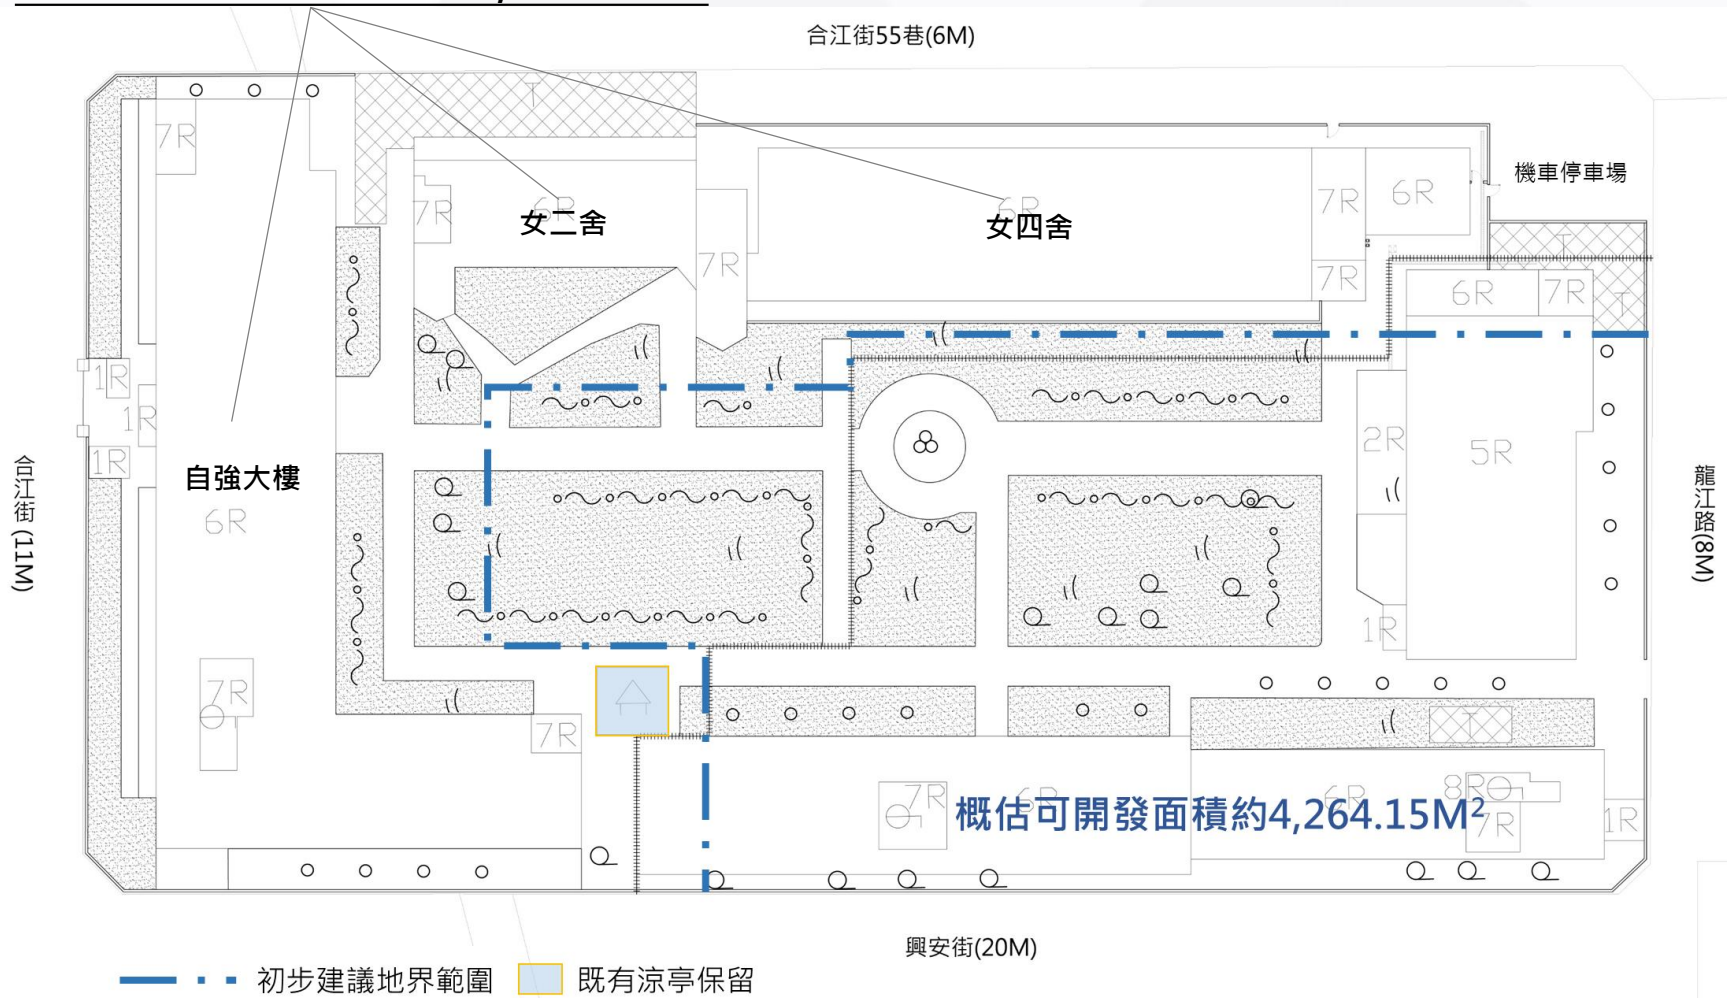 合江街55巷(6M)
T
7R
機車停車場
7R
6R
女二舍
6R
女四舍
7R
6R
7R
7R
T
6R
7R
T
1R
1R
1R
2R
5R
合江街 (11M)
自強大樓
6R
龍江路(8M)
1R
7R
7R
T
7R
6R
概估可開發面積約4,264.15M²
6R
8R
7R
1R
興安街(20M)
初步建議地界範圍
既有涼亭保留